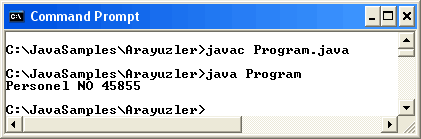 Command Prompt
C:\JavaSamples\Arayuzler>javac Program.java
C:\JavaSamples\Arayuzler>java Program
Personel NO 45855
C:\JavaSamples\Arayuzler>